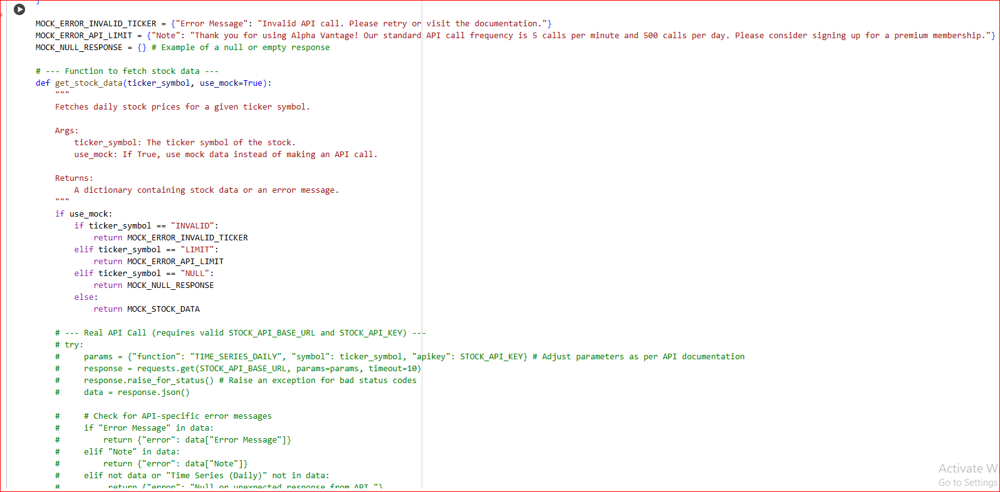 }
MOCK_ERROR_INVALID_TICKER = {"Error Message": "Invalid API call. Please retry or visit the documentation."}
MOCK_ERROR_API_LIMIT = {"Note": "Thank you for using Alpha Vantage! Our standard API call frequency is 5 calls per minute and 500 calls per day. Please consider signing up for a premium membership."}
MOCK_NULL_RESPONSE = {} # Example of a null or empty response

# --- Function to fetch stock data ---
def get_stock_data(ticker_symbol, use_mock=True):
    """
    Fetches daily stock prices for a given ticker symbol.

    Args:
        ticker_symbol: The ticker symbol of the stock.
        use_mock: If True, use mock data instead of making an API call.

    Returns:
        A dictionary containing stock data or an error message.
    """
    if use_mock:
        if ticker_symbol == "INVALID":
            return MOCK_ERROR_INVALID_TICKER
        elif ticker_symbol == "LIMIT":
            return MOCK_ERROR_API_LIMIT
        elif ticker_symbol == "NULL":
            return MOCK_NULL_RESPONSE
        else:
            return MOCK_STOCK_DATA

    # --- Real API Call (requires valid STOCK_API_BASE_URL and STOCK_API_KEY) ---
    # try:
    #     params = {"function": "TIME_SERIES_DAILY", "symbol": ticker_symbol, "apikey": STOCK_API_KEY} # Adjust parameters as per API documentation
    #     response = requests.get(STOCK_API_BASE_URL, params=params, timeout=10)
    #     response.raise_for_status() # Raise an exception for bad status codes
    #     data = response.json()

    #     # Check for API-specific error messages
    #     if "Error Message" in data:
    #         return {"error": data["Error Message"]}
    #     elif "Note" in data:
    #         return {"error": data["Note"]}
    #     elif not data or "Time Series (Daily)" not in data:
    #          return {"error": "Null or unexpected response from API."}
Activate W
Go to Settings